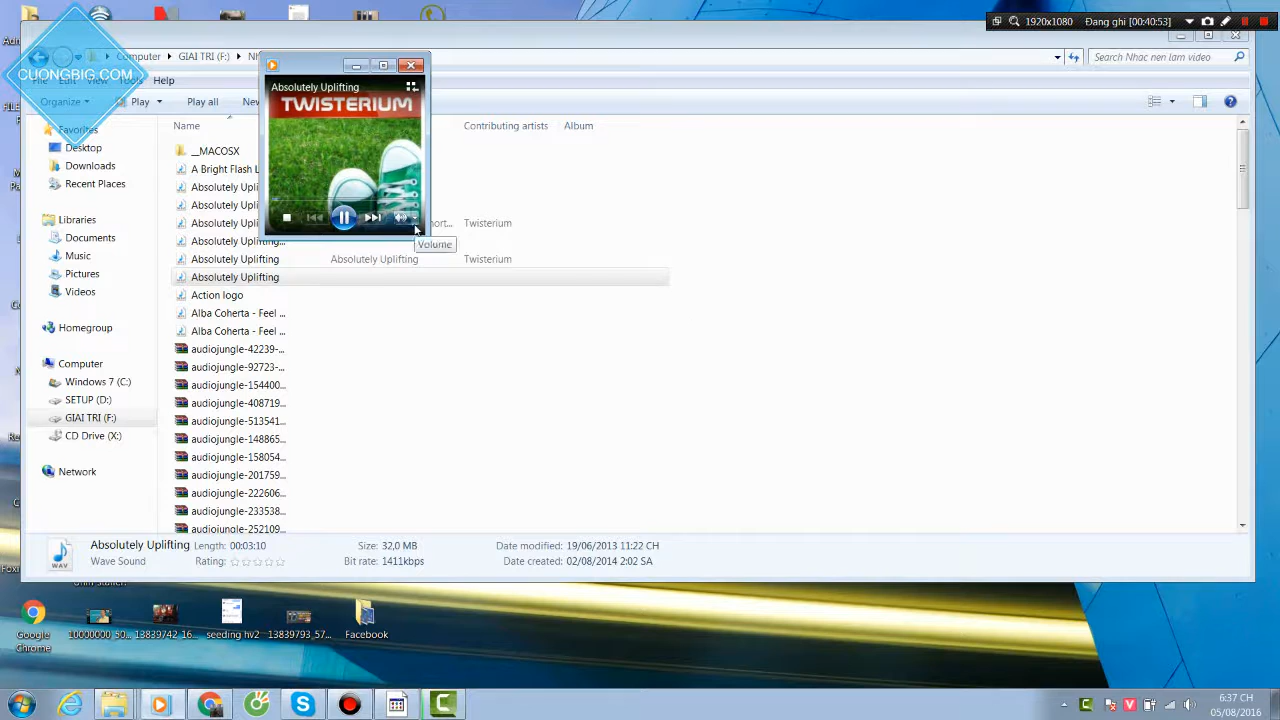 1920x1080 Đang ghi [00:40:53]
CUONGBIG.COM
Computer GIAI TRI (F:)
Search Nhac nen lam video
Help
Organize Play Play all
Name Contributing artists Album
Favorites
Desktop
Downloads
Recent Places
Libraries
Documents
Music
Pictures
Videos
Homegroup
Computer
Windows 7 (C:)
SETUP (D:)
GIAI TRI (F:)
CD Drive (X:)
Network
Absolutely Uplifting
TWISTERIUM
Volume
__MACOSX
A Bright Flash L
Absolutely Upli
Absolutely Upli
Absolutely Upli hort... Twisterium
Absolutely Uplifting...
Absolutely Uplifting Absolutely Uplifting Twisterium
Absolutely Uplifting
Action logo
Alba Coherta - Feel ...
Alba Coherta - Feel ...
audiojungle-42239-...
audiojungle-92723-...
audiojungle-154400...
audiojungle-408719...
audiojungle-513541...
audiojungle-148865...
audiojungle-158054...
audiojungle-201759...
audiojungle-222606...
audiojungle-233538...
audiojungle-252109...
WAV
Absolutely Uplifting Length: 00:03:10 Size: 32,0 MB Date modified: 19/06/2013 11:22 CH
Wave Sound Rating: Bit rate: 1411kbps Date created: 02/08/2014 2:02 SA
Google Chrome
10000000_50...
13839742_16...
seeding hv2
13839793_57...
Facebook
6:37 CH
05/08/2016